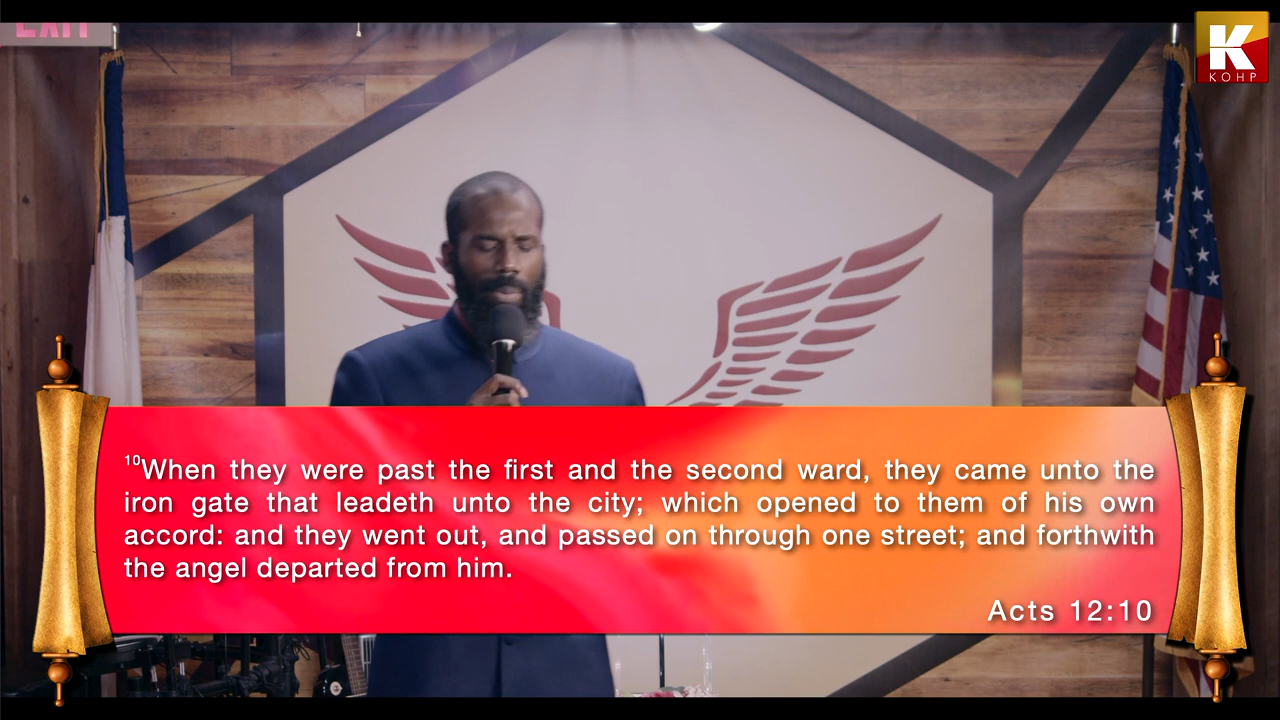 EXIT
K
KOHP
10When they were past the first and the second ward, they came unto the
iron gate that leadeth unto the city; which opened to them of his own
accord: and they went out, and passed on through one street; and forthwith
the angel departed from him.
Acts 12:10